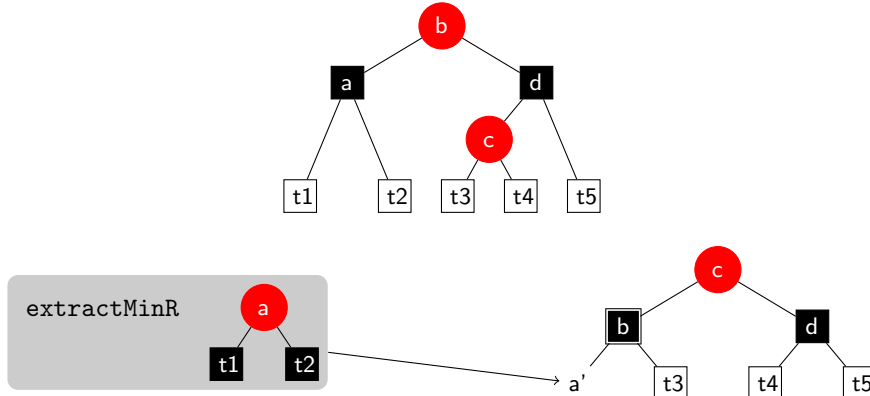 b
a d
c
t1 t2 t3 t4 t5
c
extractMinR a
b d
t1 t2
a' t3 t4 t5